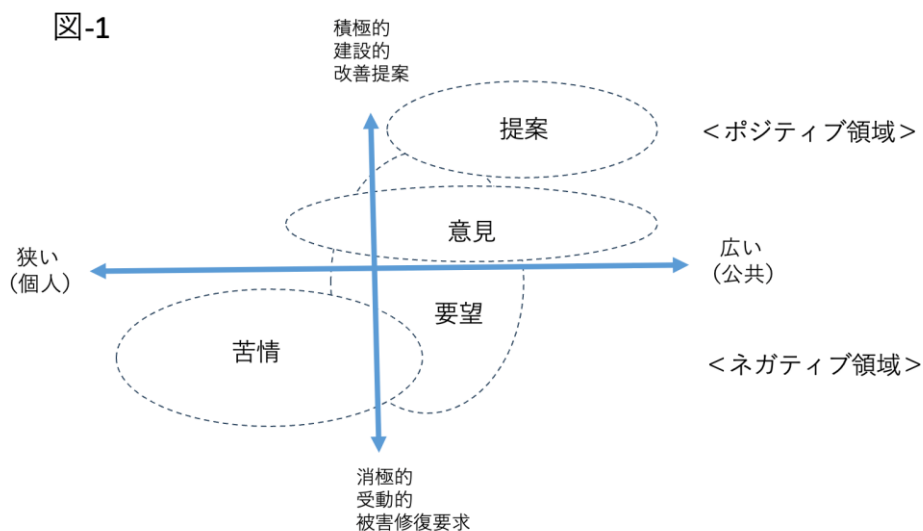 図-1
積極的
建設的
改善提案
提案
＜ポジティブ領域＞
意見
狭い
（個人）
広い
（公共）
要望
苦情
＜ネガティブ領域＞
消極的
受動的
被害修復要求